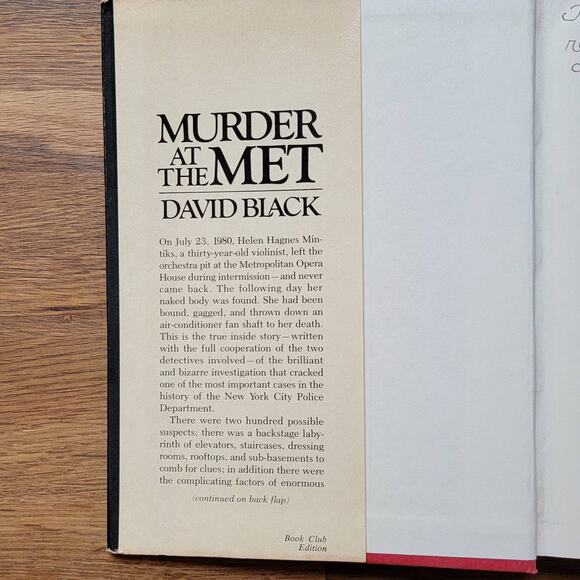 MURDER
AT
THE MET
DAVID BLACK
On July 23, 1980, Helen Hagnes Min-
tiks, a thirty-year-old violinist, left the
orchestra pit at the Metropolitan Opera
House during intermission—and never
came back. The following day her
naked body was found. She had been
bound, gagged, and thrown down an
air-conditioner fan shaft to her death.
This is the true inside story—written
with the full cooperation of the two
detectives involved—of the brilliant
and bizarre investigation that cracked
one of the most important cases in the
history of the New York City Police
Department.
There were two hundred possible
suspects; there was a backstage laby-
rinth of elevators, staircases, dressing
rooms, rooftops, and sub-basements to
comb for clues; in addition there were
the complicating factors of enormous
(continued on back flap)
Book Club
Edition